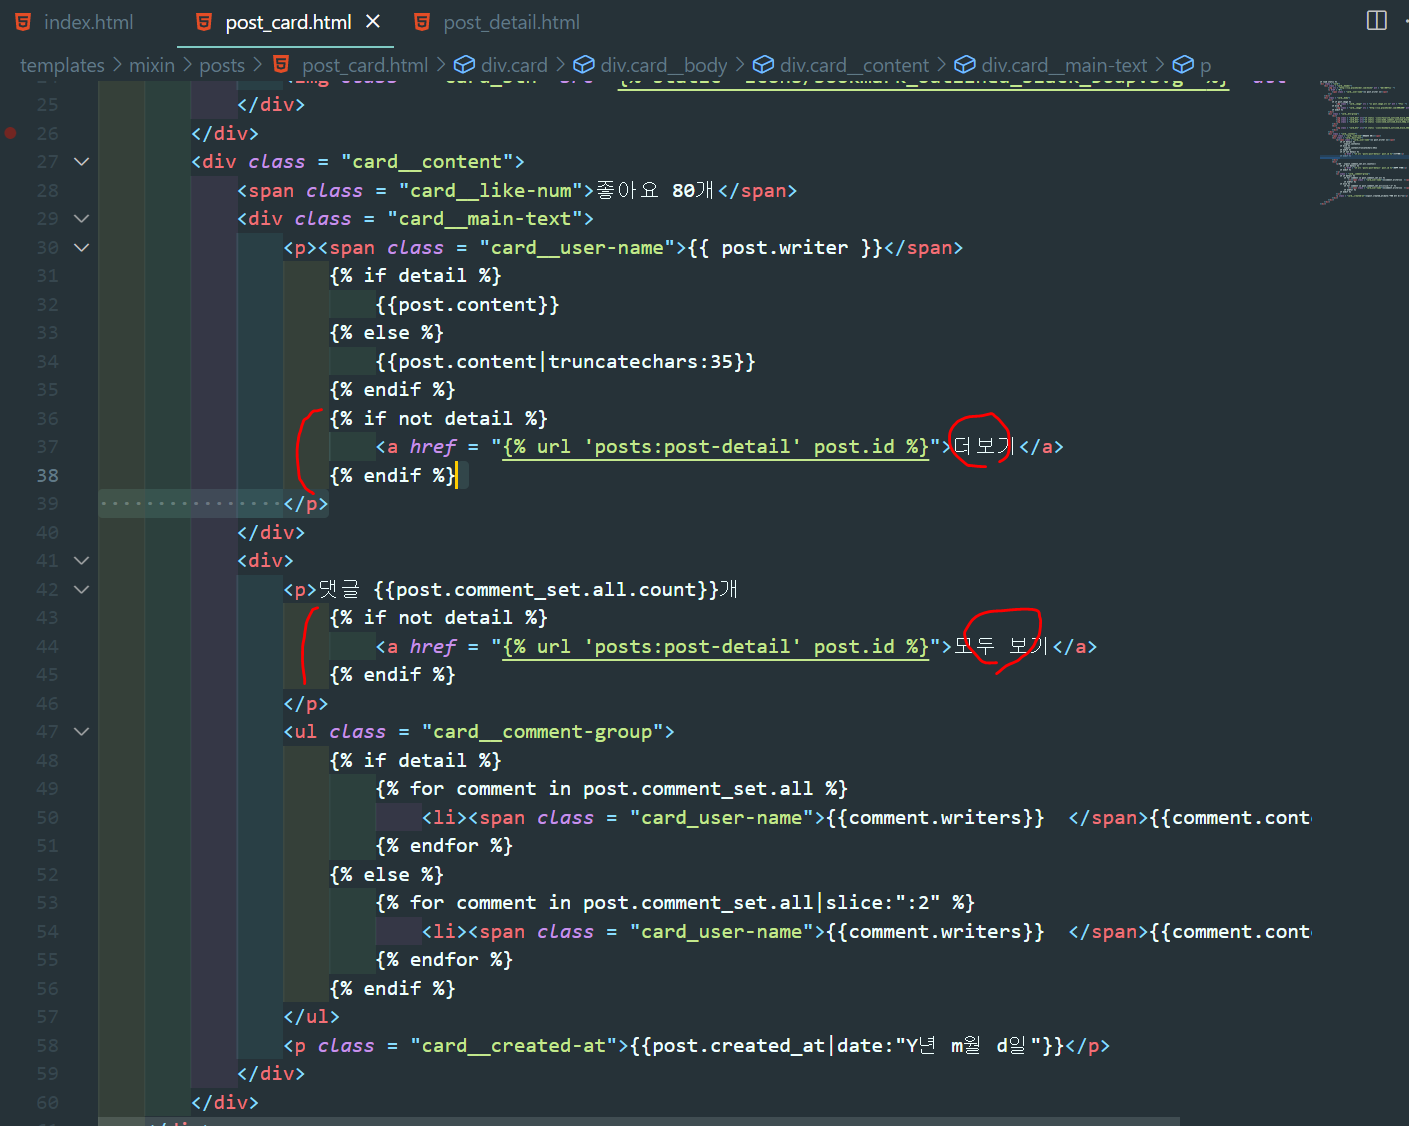 index.html post_card.html post_detail.html
templates > mixin > posts > post_card.html > div.card > div.card__body > div.card__content > div.card__main-text > p
25 </div>
26 </div>
27 <div class = "card__content">
28 <span class = "card__like-num">좋아요 80개</span>
29 <div class = "card__main-text">
30 <p><span class = "card__user-name">{{ post.writer }}</span>
31 {% if detail %}
32 {{post.content}}
33 {% else %}
34 {{post.content|truncatechars:35}}
35 {% endif %}
36 {% if not detail %}
37 <a href = "{% url 'posts:post-detail' post.id %}">더보기</a>
38 {% endif %}
39 </p>
40 </div>
41 <div>
42 <p>댓글 {{post.comment_set.all.count}}개
43 {% if not detail %}
44 <a href = "{% url 'posts:post-detail' post.id %}">모두 보기</a>
45 {% endif %}
46 </p>
47 <ul class = "card__comment-group">
48 {% if detail %}
49 {% for comment in post.comment_set.all %}
50 <li><span class = "card_user-name">{{comment.writers}}  </span>{{comment.cont
51 {% endfor %}
52 {% else %}
53 {% for comment in post.comment_set.all|slice:":2" %}
54 <li><span class = "card_user-name">{{comment.writers}}  </span>{{comment.cont
55 {% endfor %}
56 {% endif %}
57 </ul>
58 <p class = "card__created-at">{{post.created_at|date:"Y년 m월 d일"}}</p>
59 </div>
60 </div>